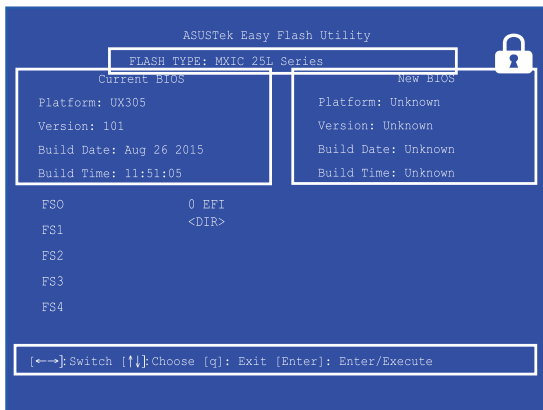 ASUSTek Easy Flash Utility
FLASH TYPE: MXIC 25L Series
Current BIOS
Platform: UX305
Version: 101
Build Date: Aug 26 2015
Build Time: 11:51:05
New BIOS
Platform: Unknown
Version: Unknown
Build Date: Unknown
Build Time: Unknown
FSO
FS1
FS2
FS3
FS4
0 EFI
<DIR>
[←→]:Switch [↑↓]:Choose [q]: Exit [Enter]: Enter/Execute